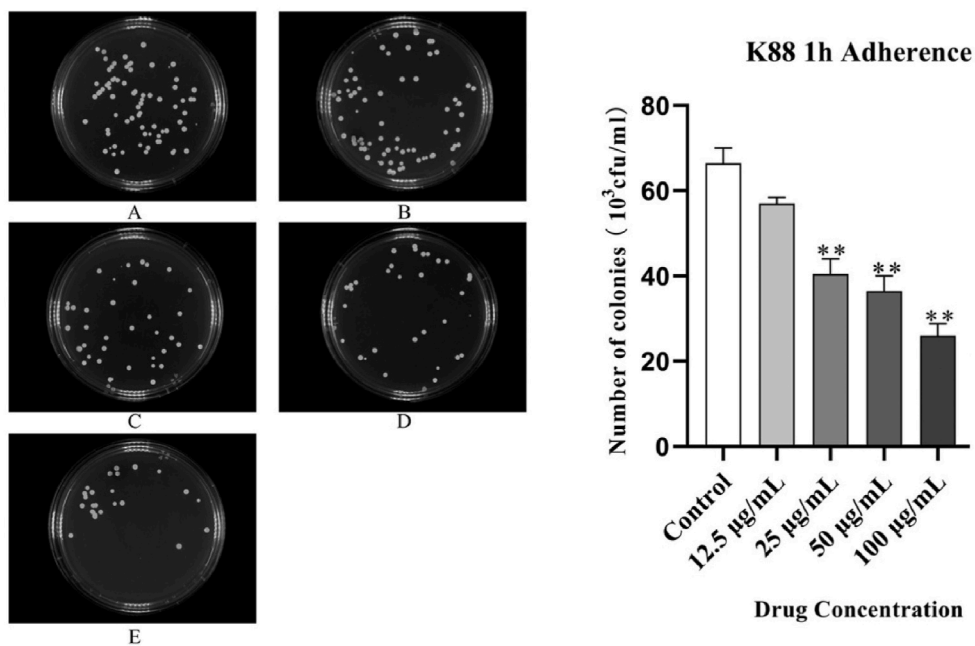 A
B
C
D
E
K88 1h Adherence
Number of colonies ( 10³cfu/ml)
80
60
40
20
0
**
**
**
Control
12.5 µg/mL
25 µg/mL
50 µg/mL
100 µg/mL
Drug Concentration